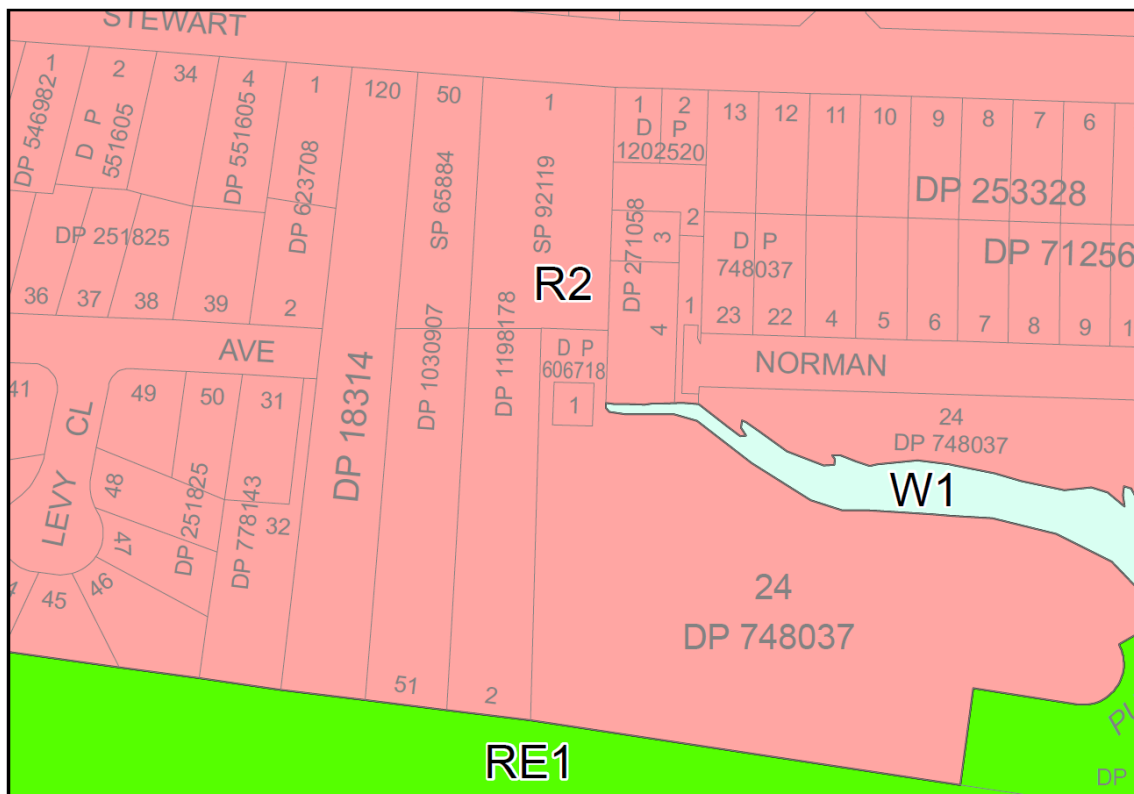 STEWART
1
2
34
4
1
120
50
1
1
2
13
12
11
10
9
8
7
6
DP 546982
D P
551605
DP 551605
DP 623708
SP 65884
SP 92119
D P
1202520
DP 253328
DP 251825
DP 271058
3
2
D P
748037
DP 71256
R2
36
37
38
39
2
4
1
23
22
4
5
6
7
8
9
1
AVE
DP 18314
DP 1030907
DP 1198178
D P
606718
1
NORMAN
41
49
50
31
24
DP 748037
LEVY CL
48
47
46
45
DP 251825
DP 778143
32
W1
24
DP 748037
51
2
RE1
DP